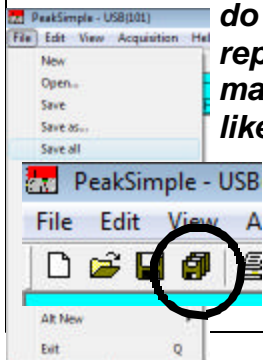 PeakSimple - USB(101)
File Edit View Acquisition Hel
New
Open...
Save
Save as...
Save all
do
rep
ma
like
PeakSimple - USB
File Edit View A
Alt New
Exit Q